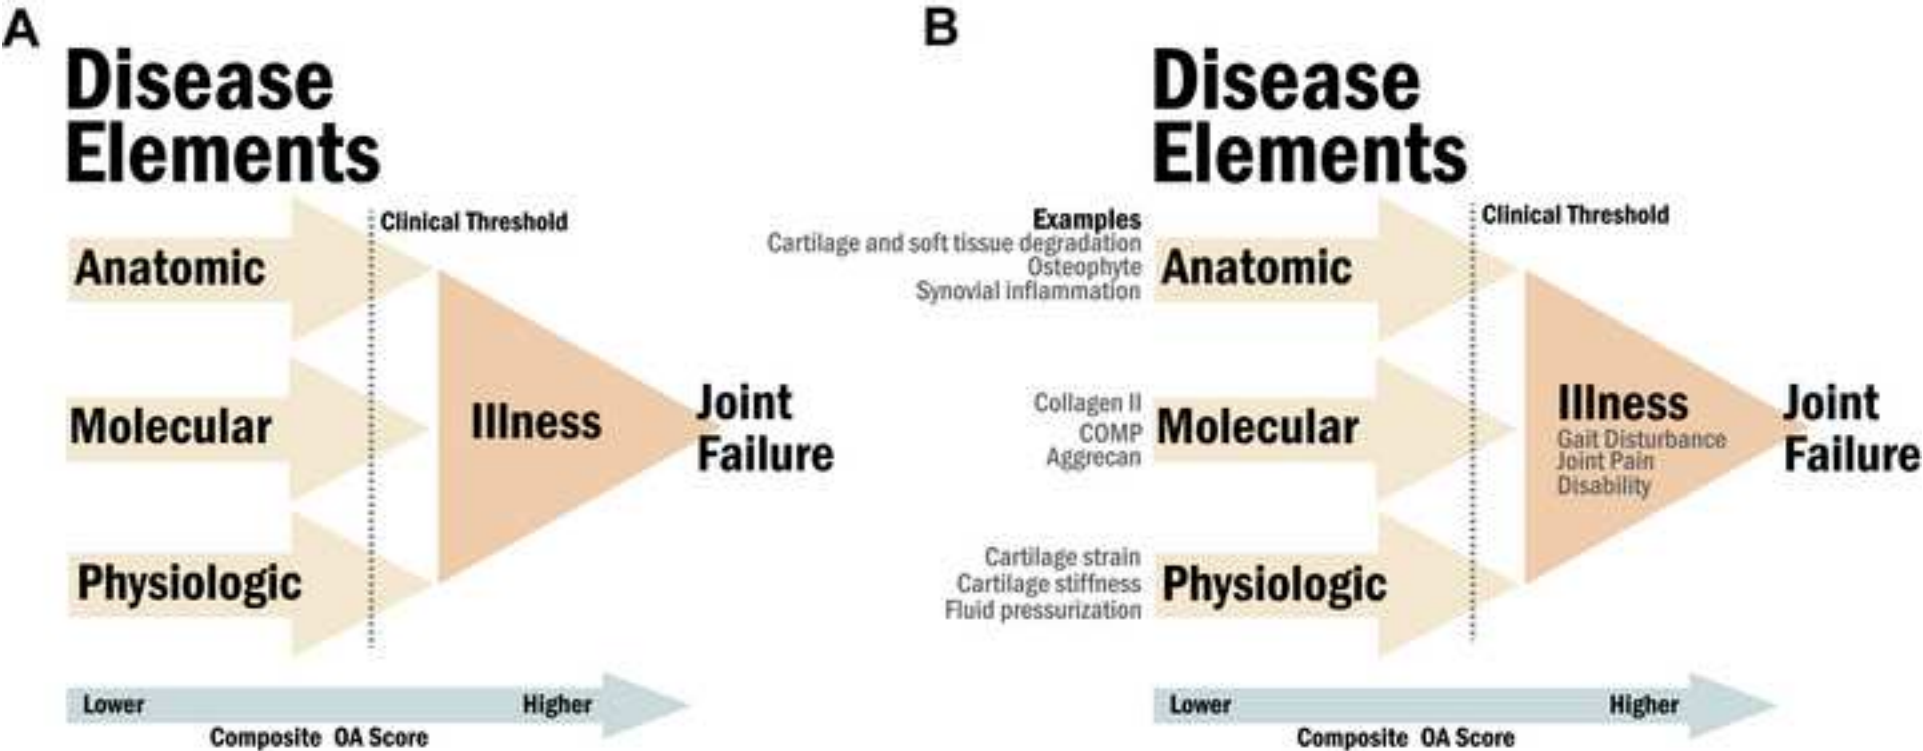 A
Disease
Elements
Clinical Threshold
Anatomic
Molecular
Physiologic
Illness
Joint
Failure
Lower
Higher
Composite OA Score
B
Disease
Elements
Clinical Threshold
Examples
Cartilage and soft tissue degradation
Osteophyte
Synovial inflammation
Anatomic
Collagen II
COMP
Aggrecan
Molecular
Cartilage strain
Cartilage stiffness
Fluid pressurization
Physiologic
Illness
Gait Disturbance
Joint Pain
Disability
Joint
Failure
Lower
Higher
Composite OA Score